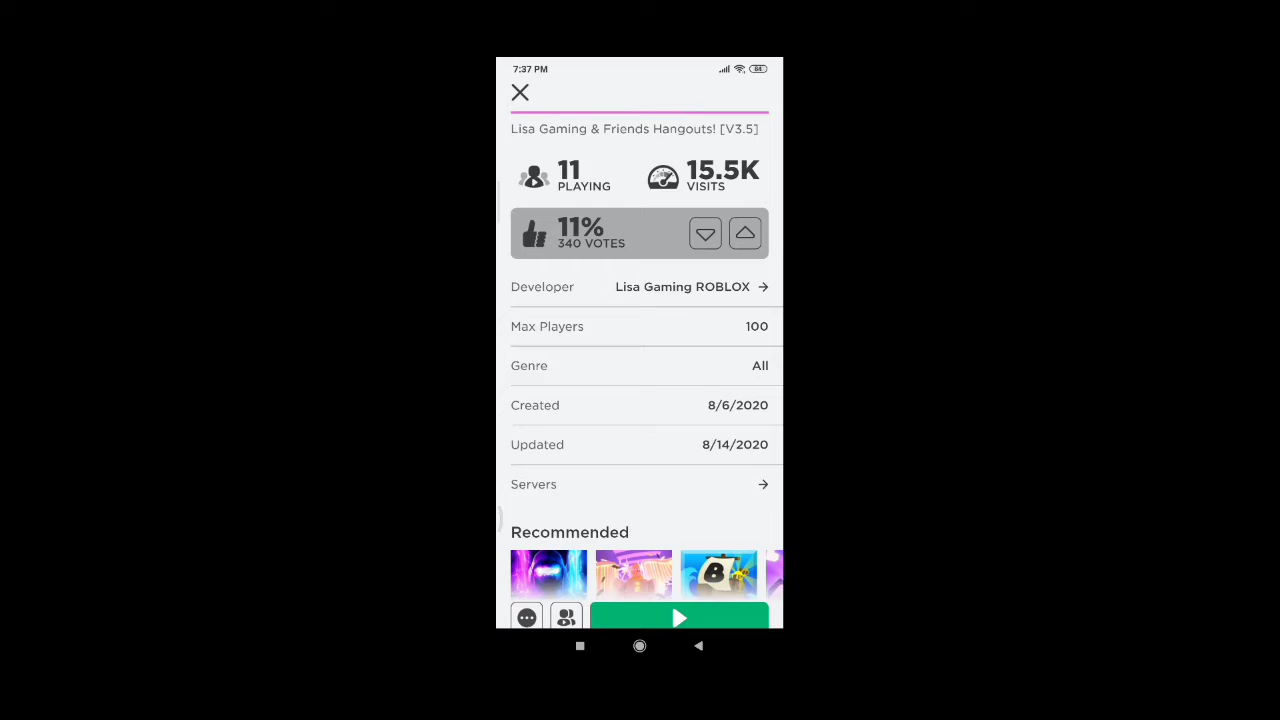 7:37 PM
84
Lisa Gaming & Friends Hangouts! [V3.5]
11
PLAYING
15.5K
VISITS
11%
340 VOTES
Developer Lisa Gaming ROBLOX
Max Players 100
Genre All
Created 8/6/2020
Updated 8/14/2020
Servers
Recommended
B